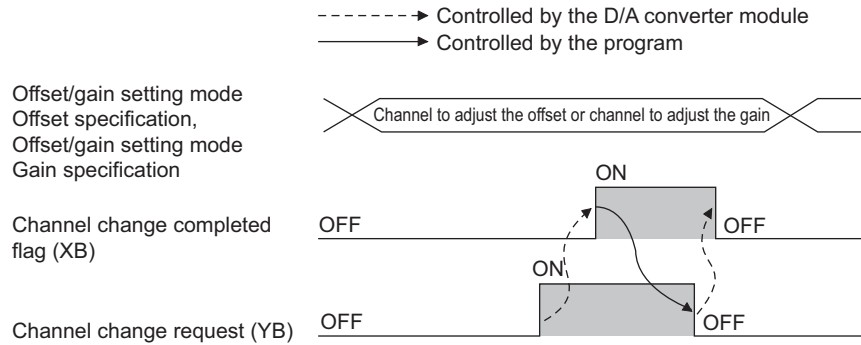 Controlled by the D/A converter module
Controlled by the program
Offset/gain setting mode
Offset specification,
Offset/gain setting mode
Gain specification
Channel to adjust the offset or channel to adjust the gain
ON
Channel change completed
flag (XB)
OFF
OFF
ON
Channel change request (YB)
OFF
OFF